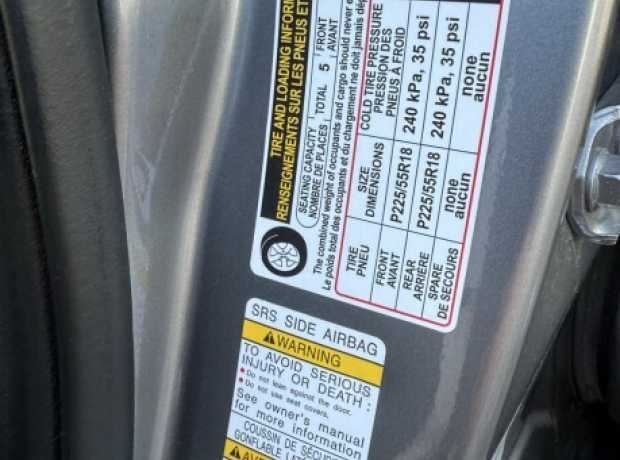 TIRE AND LOADING INFORM
RENSEIGNEMENTS SUR LES PNEUS ET
SEATING CAPACITY
NOMBRE DE PLACES
TOTAL 5
FRONT
AVANT
The combined weight of occupants and cargo should never e
Le poids total des occupants et du chargement ne doit jamais dé
TIRE
PNEU
SIZE
DIMENSIONS
COLD TIRE PRESSURE
PRESSION DES
PNEUS À FROID
FRONT
AVANT
P225/55R18
240 kPa, 35 psi
REAR
ARRIÈRE
P225/55R18
240 kPa, 35 psi
SPARE
DE SECOURS
none
aucun
none
aucun
SRS SIDE AIRBAG
WARNING
TO AVOID SERIOUS
INJURY OR DEATH :
• Do not lean against the door.
• Do not use seat covers.
See owner's manual
for more information
COUSSIN DE SÉCUR
GONFLABLE L
AVE